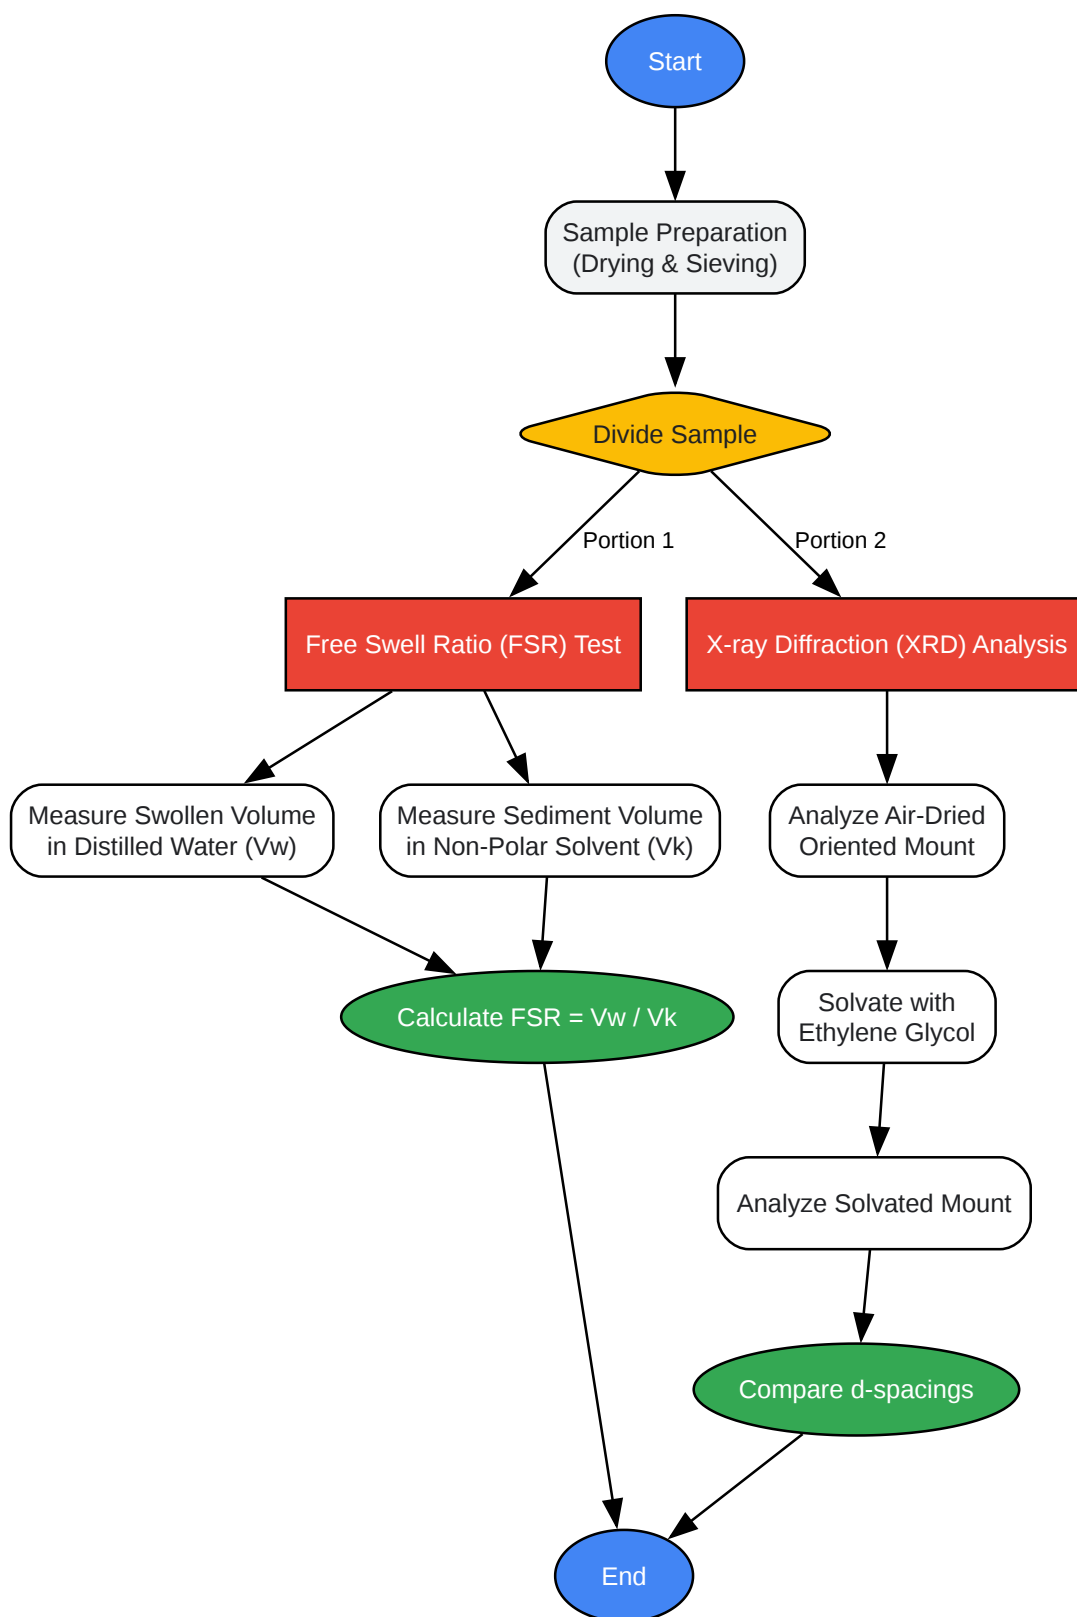 Start
Sample Preparation
(Drying & Sieving)
Divide Sample
Portion 1
Portion 2
Free Swell Ratio (FSR) Test
X-ray Diffraction (XRD) Analysis
Measure Swollen Volume
in Distilled Water (Vw)
Measure Sediment Volume
in Non-Polar Solvent (Vk)
Analyze Air-Dried
Oriented Mount
Calculate FSR = Vw / Vk
Solvate with
Ethylene Glycol
Analyze Solvated Mount
Compare d-spacings
End